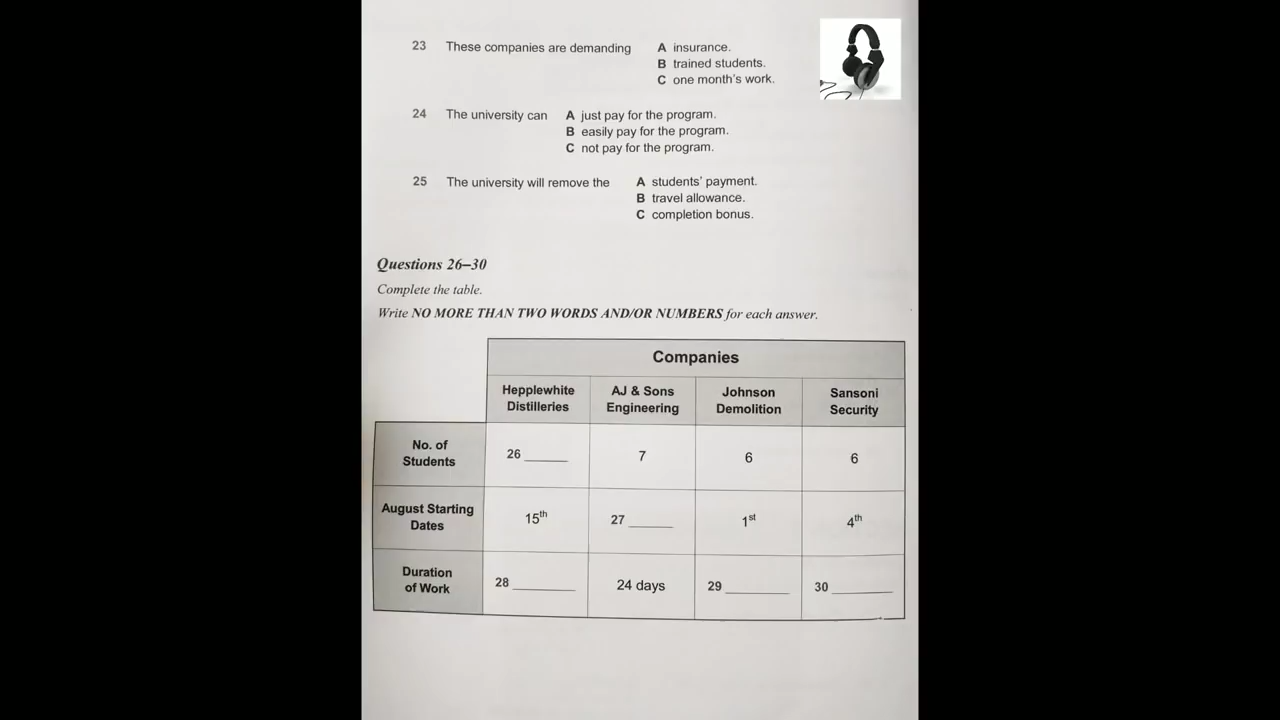 23 These companies are demanding A insurance.
B trained students.
C one month's work.
24 The university can A just pay for the program.
B easily pay for the program.
C not pay for the program.
25 The university will remove the A students' payment.
B travel allowance.
C completion bonus.
Questions 26–30
Complete the table.
Write NO MORE THAN TWO WORDS AND/OR NUMBERS for each answer.
Companies
Hepplewhite Distilleries
AJ & Sons Engineering
Johnson Demolition
Sansoni Security
No. of Students
26 ______
7
6
6
August Starting Dates
15th
27 ______
1st
4th
Duration of Work
28 ________
24 days
29 ________
30 ________